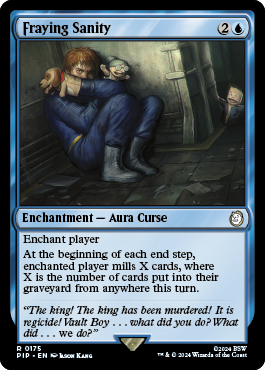 Fraying Sanity 2
Enchantment — Aura Curse
Enchant player
At the beginning of each end step,
enchanted player mills X cards, where
X is the number of cards put into their
graveyard from anywhere this turn.
“The king! The king has been murdered! It is
regicide! Vault Boy . . . what did you do? What
did . . . we do?”
R 0175 ©2024 BSW
PIP • EN Jason Kang ™ & © 2024 Wizards of the Coast